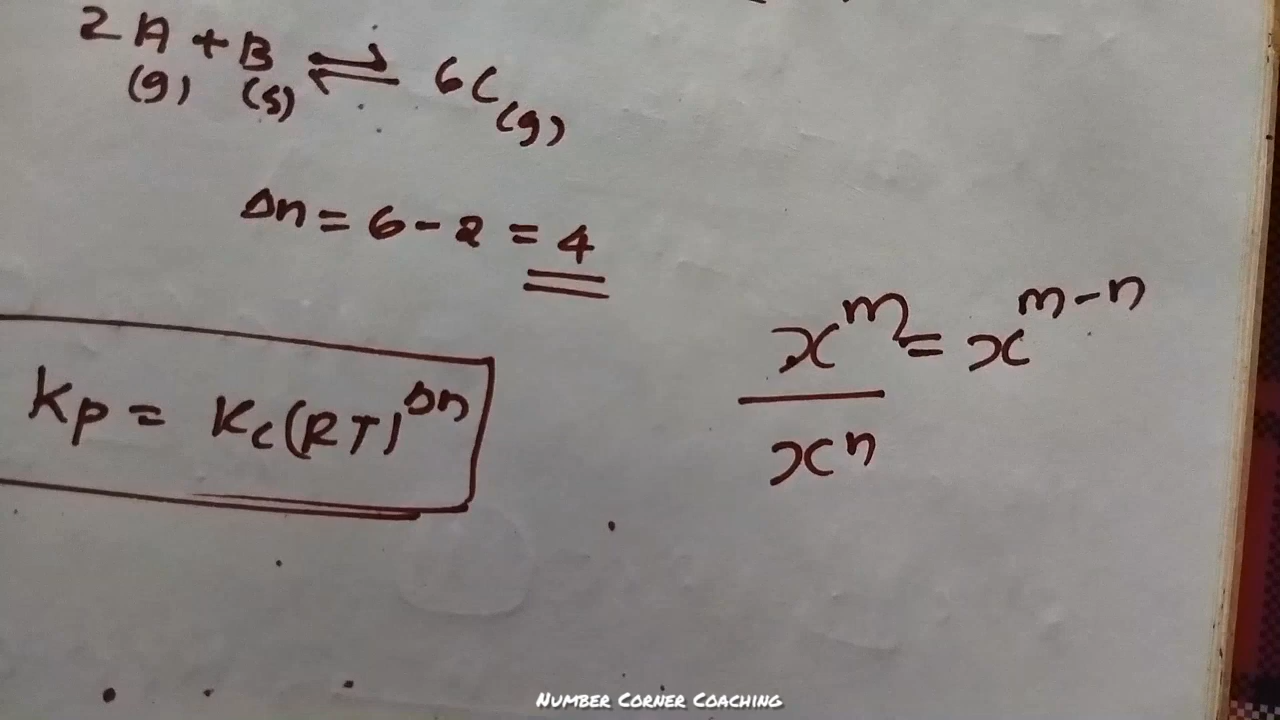 2A + B ⇌ 6C(g)
(g) (s)
Δn = 6 - 2 = 4
x^m = x^m-n
Kp = Kc(RT)^Δn
x^n
NUMBER CORNER COACHING